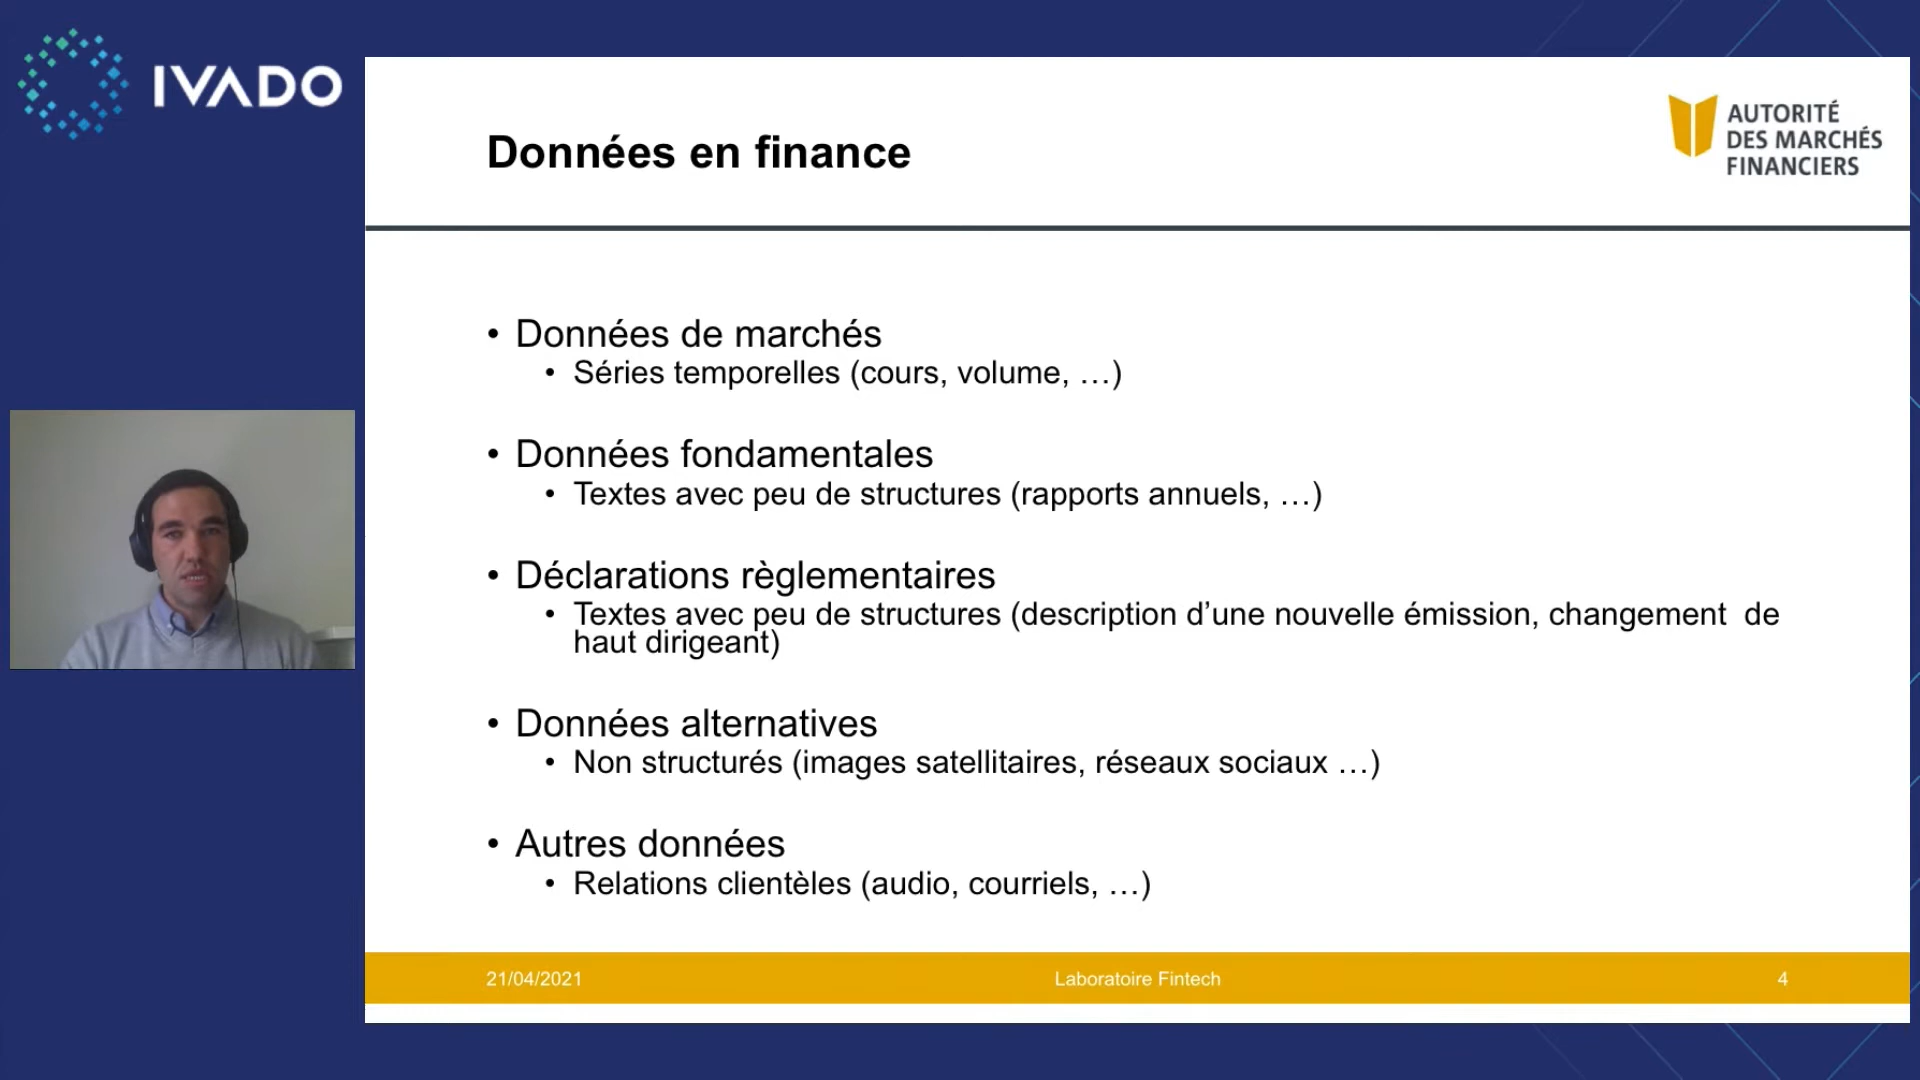 IVADO
AUTORITÉ
DES MARCHÉS
FINANCIERS
Données en finance
• Données de marchés
• Séries temporelles (cours, volume, …)
• Données fondamentales
• Textes avec peu de structures (rapports annuels, …)
• Déclarations règlementaires
• Textes avec peu de structures (description d’une nouvelle émission, changement  de
haut dirigeant)
• Données alternatives
• Non structurés (images satellitaires, réseaux sociaux …)
• Autres données
• Relations clientèles (audio, courriels, …)
21/04/2021
Laboratoire Fintech
4